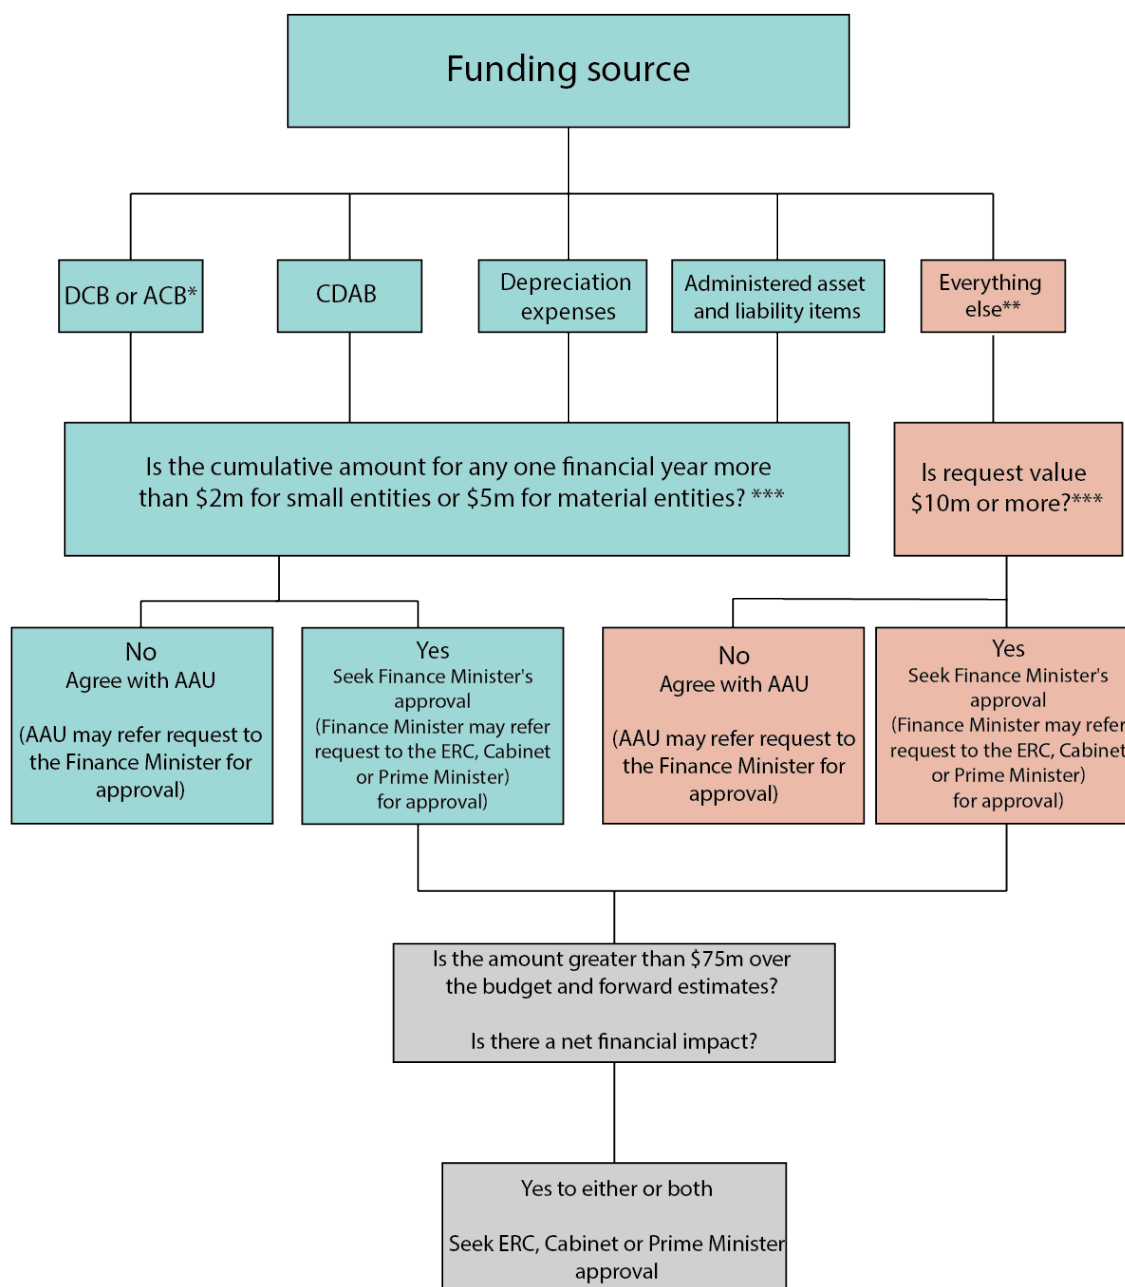 Funding source
DCB or ACB*
CDAB
Depreciation
expenses
Administered asset
and liability items
Everything
else**
Is the cumulative amount for any one financial year more
than $2m for small entities or $5m for material entities? ***
Is request value
$10m or more?***
No
Agree with AAU
(AAU may refer request to
the Finance Minister for
approval)
Yes
Seek Finance Minister's
approval
(Finance Minister may refer
request to the ERC, Cabinet
or Prime Minister)
for approval)
No
Agree with AAU
(AAU may refer request to
the Finance Minister for
approval)
Yes
Seek Finance Minister's
approval
(Finance Minister may refer
request to the ERC, Cabinet
or Prime Minister)
for approval)
Is the amount greater than $75m over
the budget and forward estimates?
Is there a net financial impact?
Yes to either or both
Seek ERC, Cabinet or Prime Minister
approval